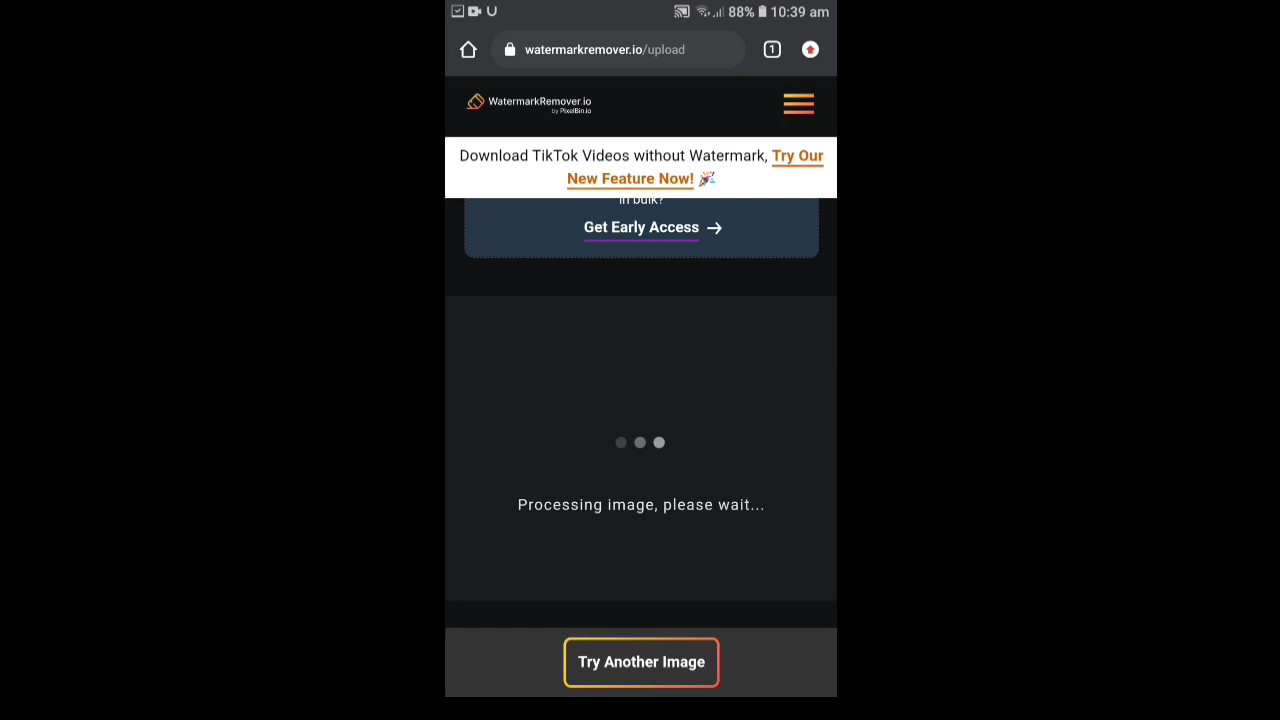 88% 10:39 am
watermarkremover.io/upload
1
WatermarkRemover.io
by PixelBin.io
Download TikTok Videos without Watermark, Try Our
New Feature Now! 🎉
in bulk?
Get Early Access →
Processing image, please wait...
Try Another Image